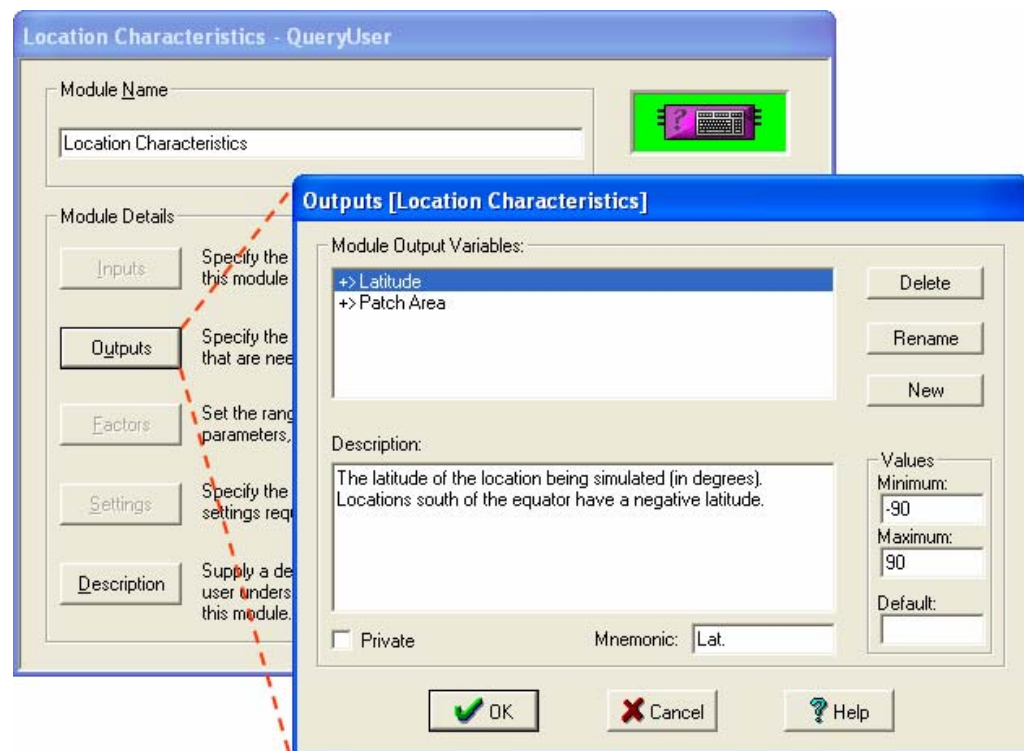 Location Characteristics - QueryUser
Module Name
Location Characteristics
?
Module Details
Inputs
Specify the
this module
Outputs
Specify the
that are nee
Factors
Set the rang
parameters,
Settings
Specify the
settings requ
Description
Supply a de
user unders
this module.
Outputs [Location Characteristics]
Module Output Variables:
+> Latitude
+> Patch Area
Delete
Rename
New
Description:
The latitude of the location being simulated (in degrees).
Locations south of the equator have a negative latitude.
Values
Minimum:
-90
Maximum:
90
Default:
Private
Mnemonic: Lat.
OK
Cancel
? Help